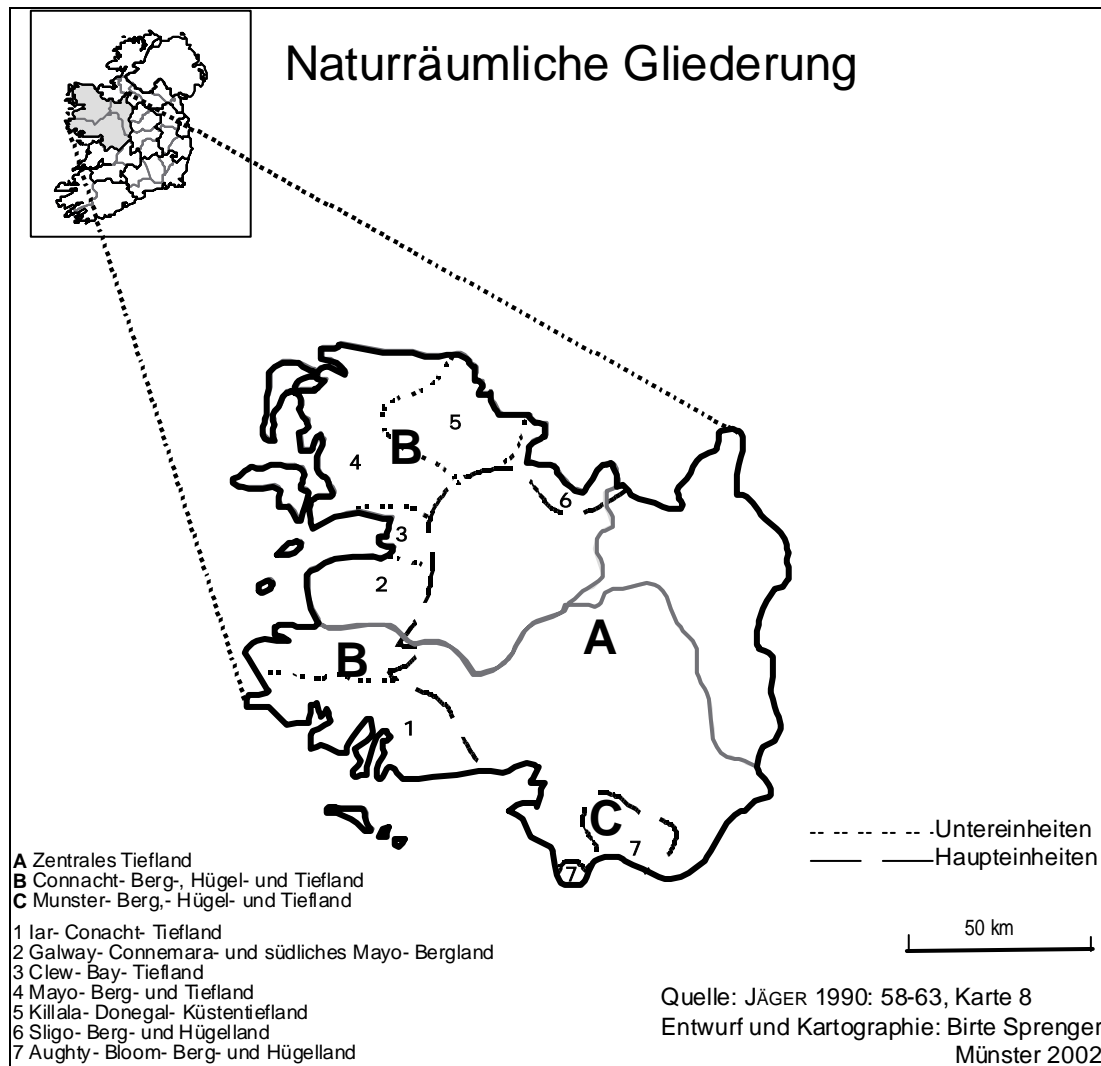 Naturräumliche Gliederung
5
B
4
6
3
2
A
B
1
C
7
7
Untereinheiten
Haupteinheiten
A Zentrales Tiefland
B Connacht- Berg-, Hügel- und Tiefland
C Munster- Berg,- Hügel- und Tiefland
1 Iar- Conacht- Tiefland
2 Galway- Connemara- und südliches Mayo- Bergland
3 Clew- Bay- Tiefland
4 Mayo- Berg- und Tiefland
5 Killala- Donegal- Küstentiefland
6 Sligo- Berg- und Hügelland
7 Aughty- Bloom- Berg- und Hügelland
50 km
Quelle: JÄGER 1990: 58-63, Karte 8
Entwurf und Kartographie: Birte Sprenger
Münster 2002